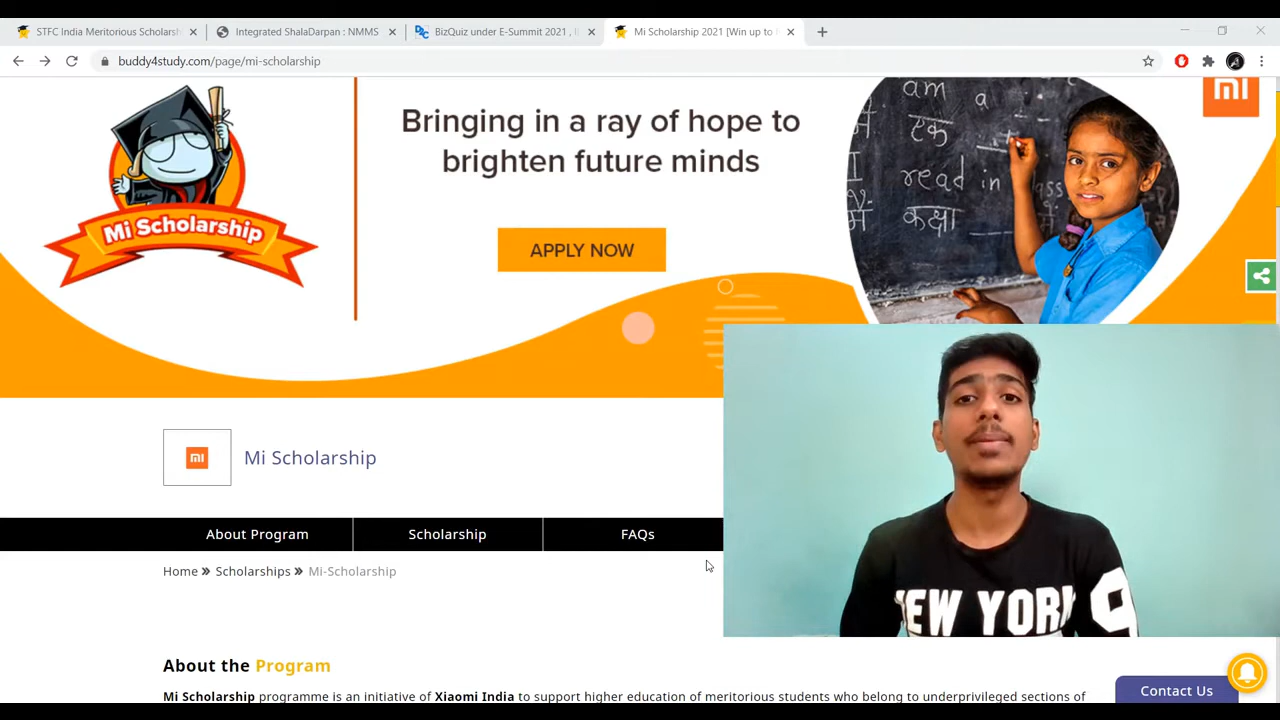 STFC India Meritorious Scholarsh
Integrated ShalaDarpan : NMMS
BizQuiz under E-Summit 2021 , I
Mi Scholarship 2021 [Win up to
buddy4study.com/page/mi-scholarship
Mi Scholarship
Bringing in a ray of hope to
brighten future minds
APPLY NOW
am a
एक
read in
कक्षा
mi
mi
Mi Scholarship
About Program
Scholarship
FAQs
Home » Scholarships » Mi-Scholarship
NEW YORK
About the Program
Mi Scholarship programme is an initiative of Xiaomi India to support higher education of meritorious students who belong to underprivileged sections of
Contact Us